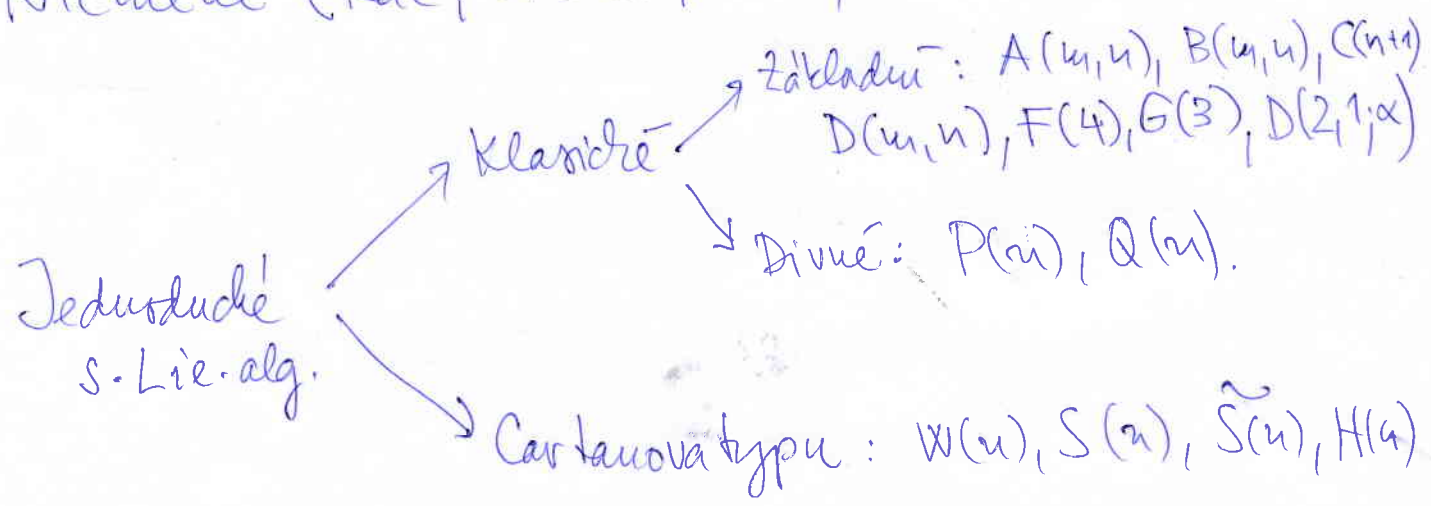 Základní: A(m,n), B(m,n), C(n+1)
D(m,n), F(4), G(3), D(2,1;α)
Klasické
Divné: P(n), Q(n).
Jednoduché
s. Lie. alg.
Cartanova typu: W(n), S(n), S̃(n), H(n)